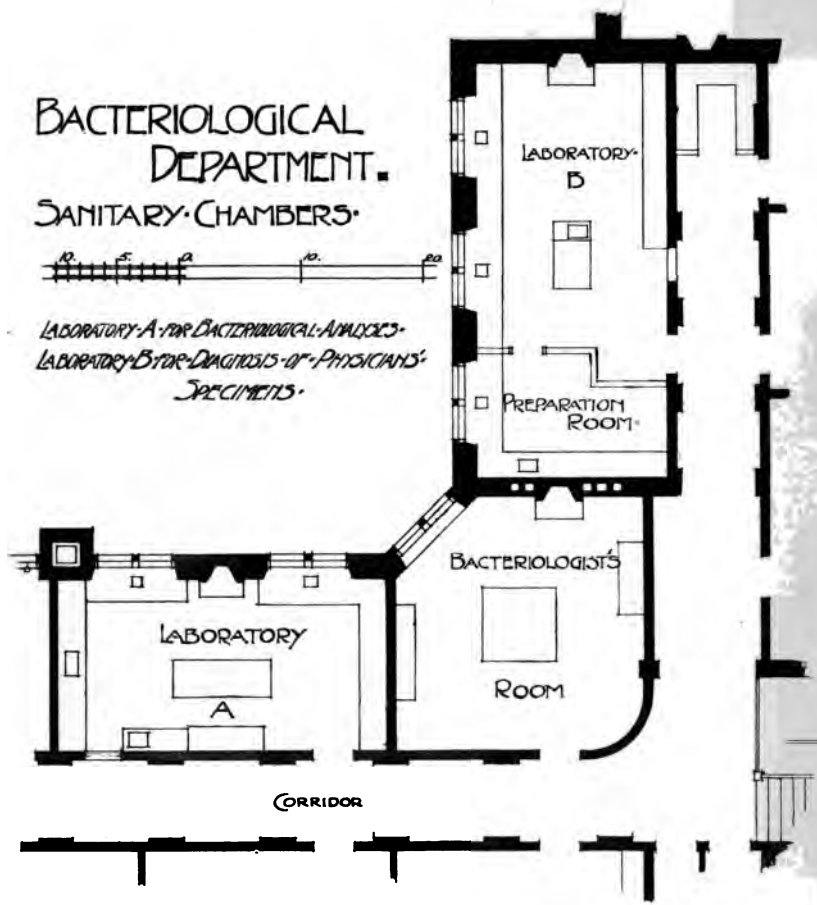 BACTERIOLOGICAL
DEPARTMENT.
SANITARY·CHAMBERS·
10. 5. 0. 10. 20.
LABORATORY·A·FOR·BACTERIOLOGICAL·ANALYSES·
LABORATORY·B·FOR·DIAGNOSIS·OF·PHYSICIANS'·
SPECIMENS·
LABORATORY·
B
PREPARATION
ROOM·
BACTERIOLOGIST'S
ROOM
LABORATORY
A
CORRIDOR